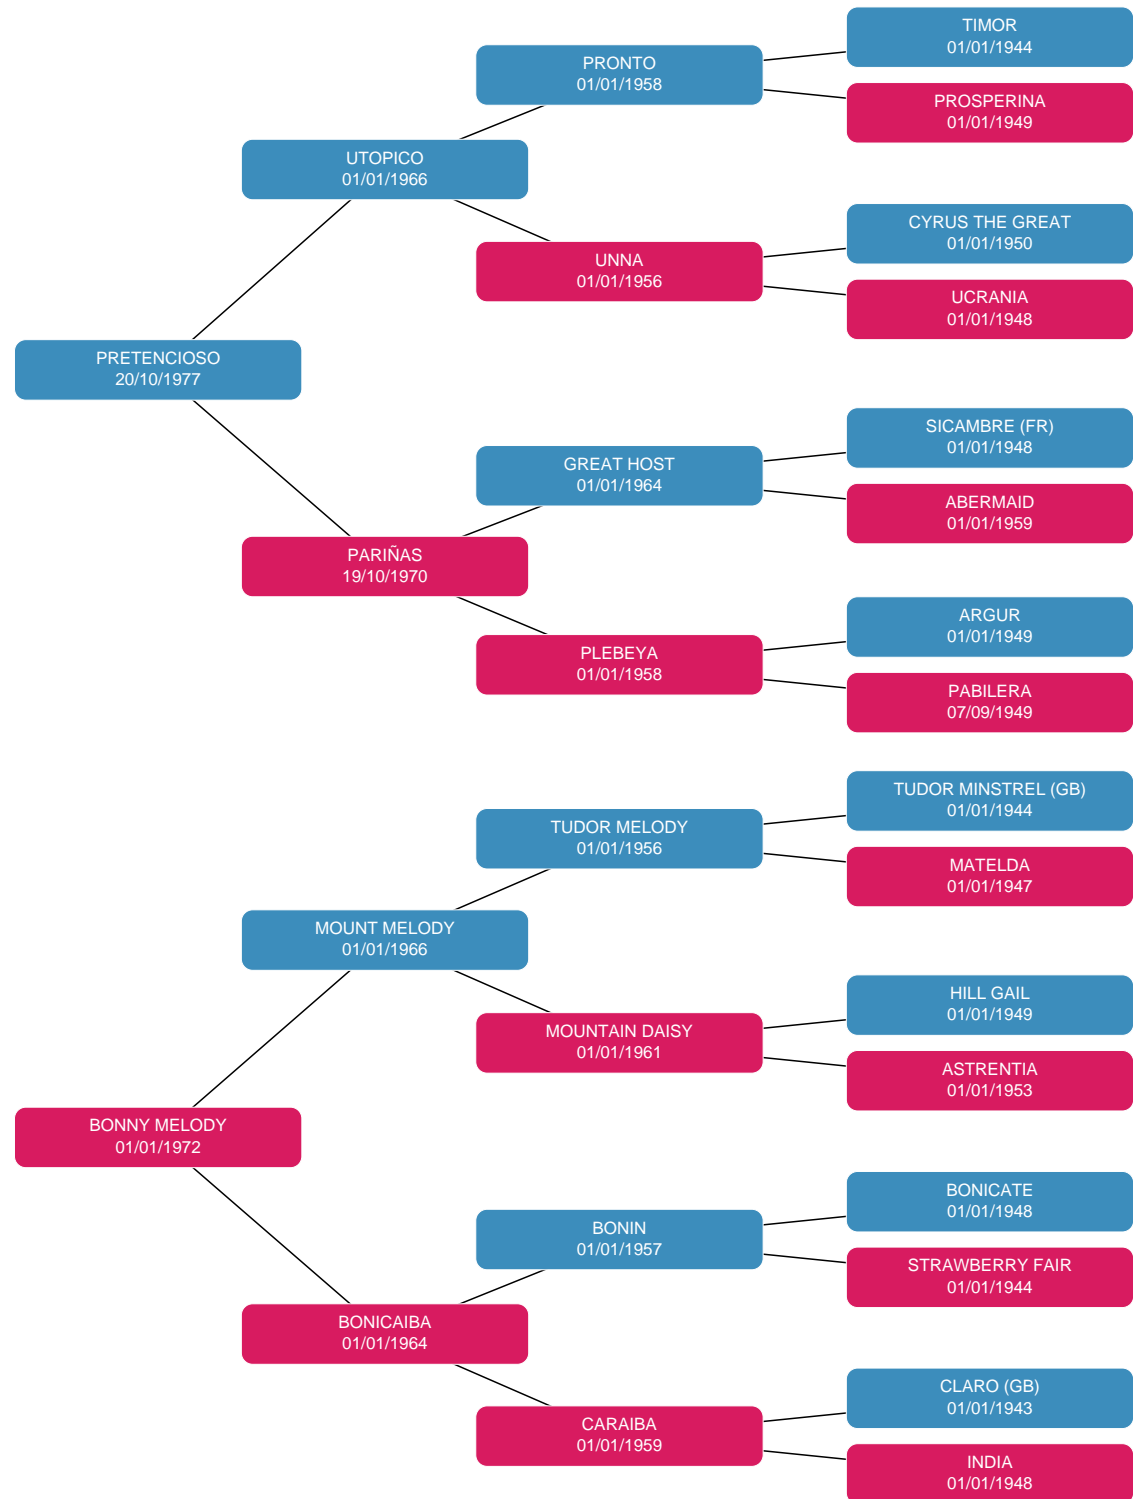 TIMOR
01/01/1944
PRONTO
01/01/1958
PROSPERINA
01/01/1949
UTOPICO
01/01/1966
CYRUS THE GREAT
01/01/1950
UNNA
01/01/1956
UCRANIA
01/01/1948
PRETENCIOSO
20/10/1977
SICAMBRE (FR)
01/01/1948
GREAT HOST
01/01/1964
ABERMAID
01/01/1959
PARIÑAS
19/10/1970
ARGUR
01/01/1949
PLEBEYA
01/01/1958
PABILERA
07/09/1949
TUDOR MINSTREL (GB)
01/01/1944
TUDOR MELODY
01/01/1956
MATELDA
01/01/1947
MOUNT MELODY
01/01/1966
HILL GAIL
01/01/1949
MOUNTAIN DAISY
01/01/1961
ASTRENTIA
01/01/1953
BONNY MELODY
01/01/1972
BONICATE
01/01/1948
BONIN
01/01/1957
STRAWBERRY FAIR
01/01/1944
BONICAIBA
01/01/1964
CLARO (GB)
01/01/1943
CARAIBA
01/01/1959
INDIA
01/01/1948